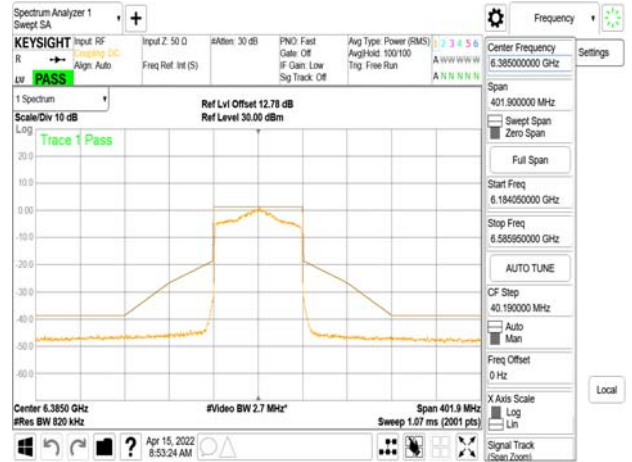 Spectrum Analyzer 1
Swept SA
Frequency
KEYSIGHT
R
LU PASS
Input: RF
Coupling: DC
Align: Auto
Input Z: 50 Ω
Freq Ref: Int (S)
#Atten: 30 dB
PNO: Fast
Gate: Off
IF Gain: Low
Sig Track: Off
Avg Type: Power (RMS)
Avg|Hold: 100/100
Trig: Free Run
1 2 3 4 5 6
A W W W W W
A N N N N N
1 Spectrum
Scale/Div 10 dB
Ref Lvl Offset 12.78 dB
Ref Level 30.00 dBm
Log
Trace 1 Pass
20.0
10.0
0.00
-10.0
-20.0
-30.0
-40.0
-50.0
-60.0
Center 6.3850 GHz
#Res BW 820 kHz
#Video BW 2.7 MHz*
Span 401.9 MHz
Sweep 1.07 ms (2001 pts)
Apr 15, 2022
8:53:24 AM
Center Frequency
6.385000000 GHz
Settings
Span
401.900000 MHz
Swept Span
Zero Span
Full Span
Start Freq
6.184050000 GHz
Stop Freq
6.585950000 GHz
AUTO TUNE
CF Step
40.190000 MHz
Auto
Man
Freq Offset
0 Hz
X Axis Scale
Log
Lin
Local
Signal Track
(Span Zoom)